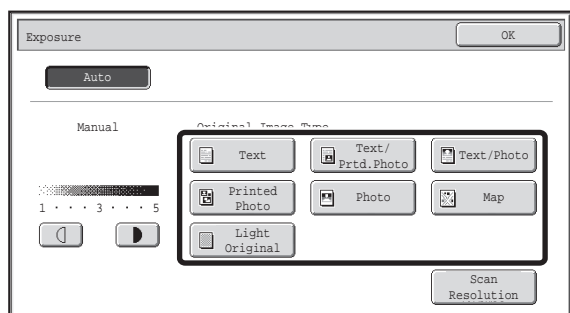 Exposure
OK
Auto
Manual
Original Image Type
Text
Text/
Prtd.Photo
Text/Photo
Printed
Photo
Photo
Map
1 · · · 3 · · · 5
Light
Original
Scan
Resolution